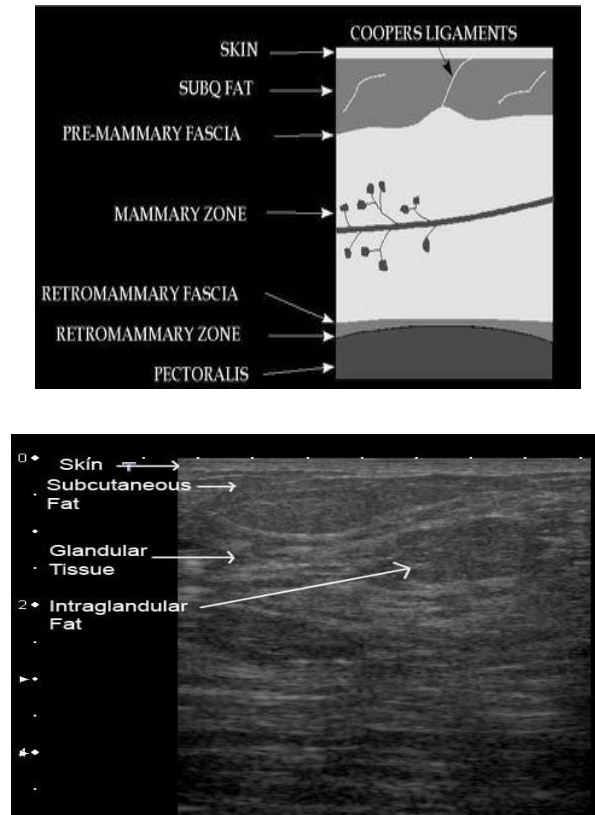 COOPERS LIGAMENTS
SKIN
SUBQ FAT
PRE-MAMMARY FASCIA
MAMMARY ZONE
RETROMAMMARY FASCIA
RETROMAMMARY ZONE
PECTORALIS
0
Skin
Subcutaneous
Fat
Glandular
Tissue
2
Intraglandular
Fat
4